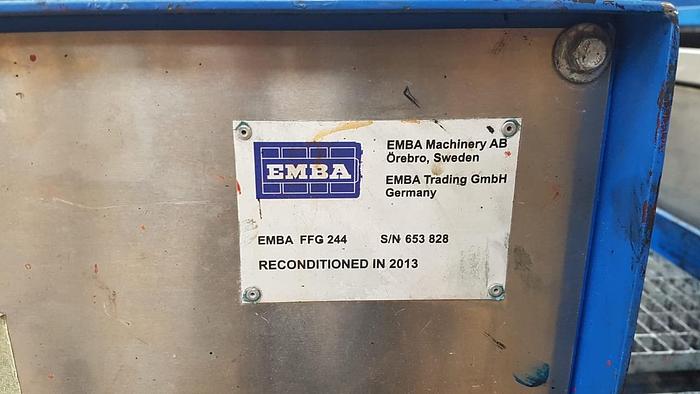 EMBA
EMBA Machinery AB
Örebro, Sweden
EMBA Trading GmbH
Germany
EMBA FFG 244 S/N 653 828
RECONDITIONED IN 2013